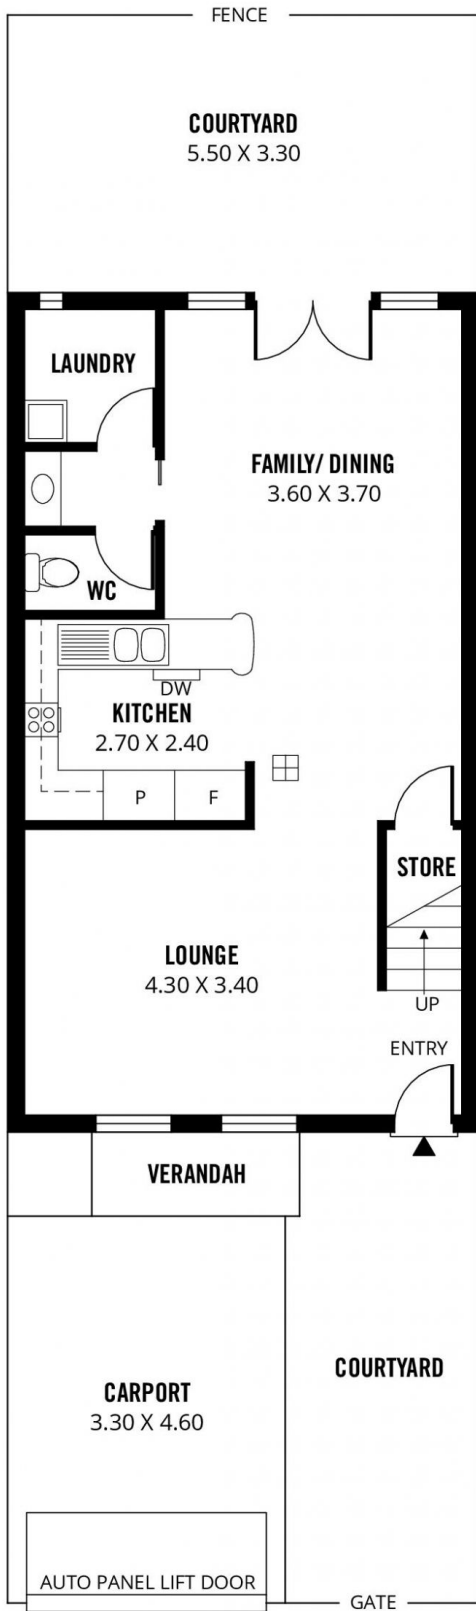 FENCE
COURTYARD
5.50 X 3.30
LAUNDRY
FAMILY/ DINING
3.60 X 3.70
WC
DW
KITCHEN
2.70 X 2.40
P
F
STORE
LOUNGE
4.30 X 3.40
UP
ENTRY
VERANDAH
COURTYARD
CARPORT
3.30 X 4.60
AUTO PANEL LIFT DOOR
GATE